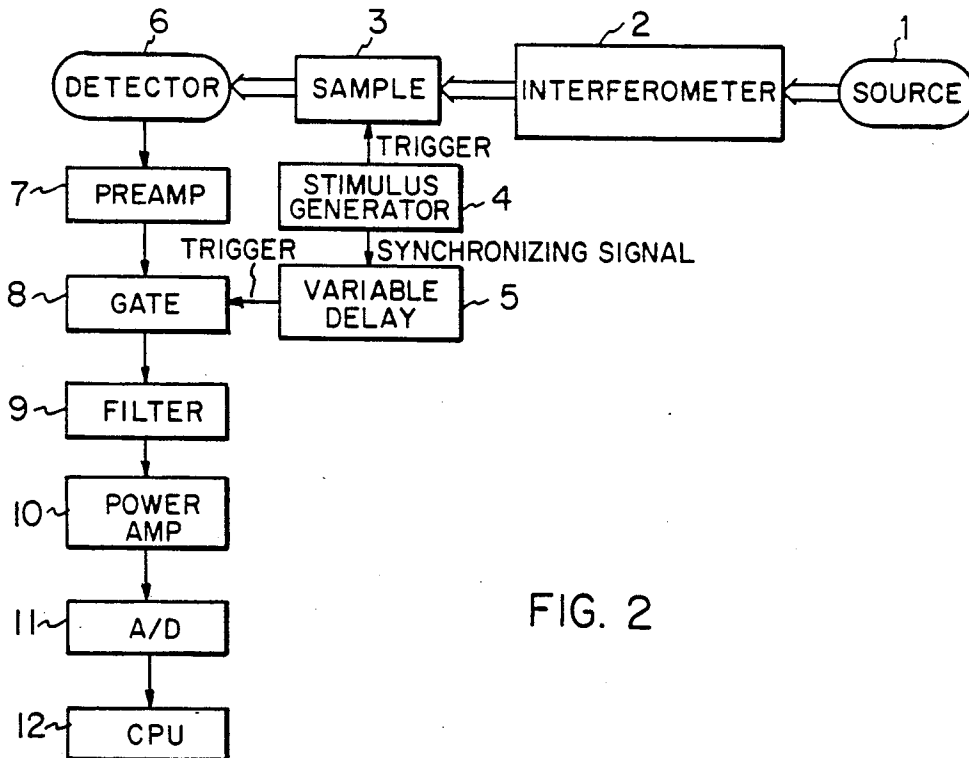 6
3
2
1
DETECTOR
SAMPLE
INTERFEROMETER
SOURCE
TRIGGER
7
PREAMP
STIMULUS
GENERATOR
4
TRIGGER
SYNCHRONIZING SIGNAL
8
GATE
VARIABLE
DELAY
5
9
FILTER
10
POWER
AMP
FIG. 2
11
A/D
12
CPU